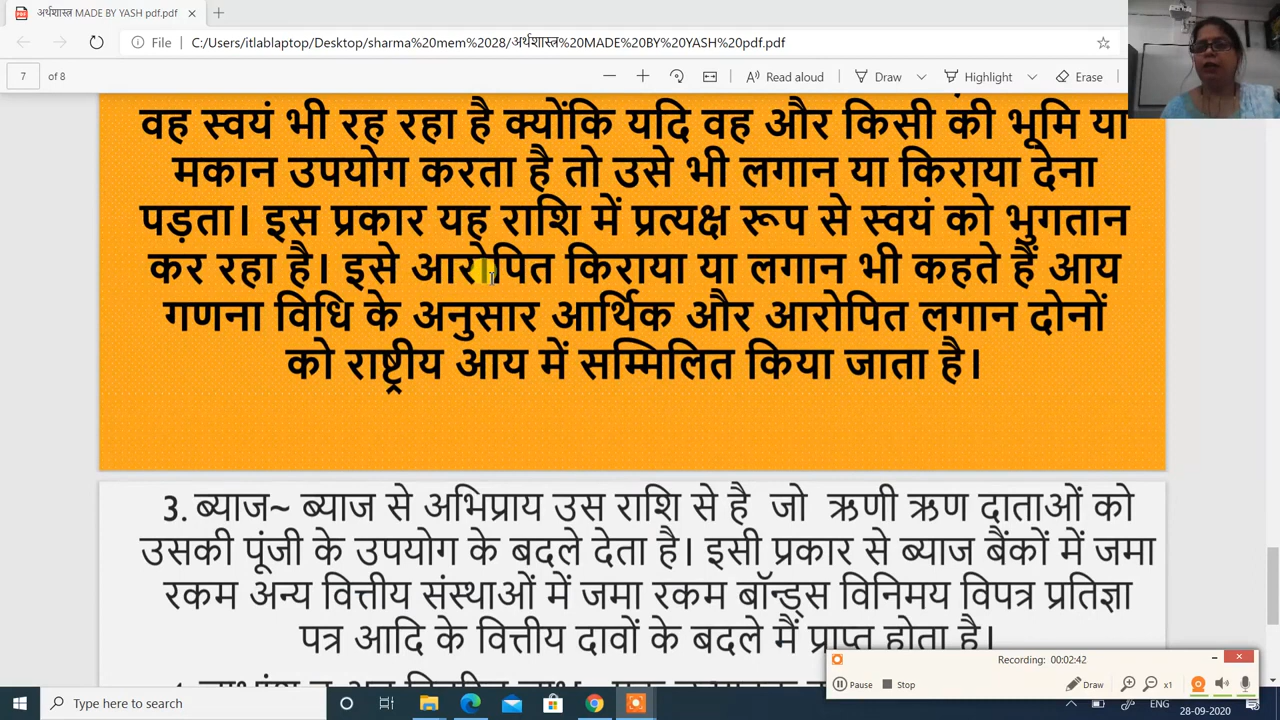 अर्थशास्त्र MADE BY YASH pdf.pdf
File C:/Users/itlablaptop/Desktop/sharma%20mem%2028/अर्थशास्त्र%20MADE%20BY%20YASH%20pdf.pdf
7 of 8 Read aloud Draw Highlight Erase
वह स्वयं भी रह रहा है क्योंकि यदि वह और किसी की भूमि या
मकान उपयोग करता है तो उसे भी लगान या किराया देना
पड़ता। इस प्रकार यह राशि में प्रत्यक्ष रूप से स्वयं को भुगतान
कर रहा है। इसे आरोपित किराया या लगान भी कहते हैं आय
गणना विधि के अनुसार आर्थिक और आरोपित लगान दोनों
को राष्ट्रीय आय में सम्मिलित किया जाता है।
3. ब्याज~ ब्याज से अभिप्राय उस राशि से है जो ऋणी ऋण दाताओं को
उसकी पूंजी के उपयोग के बदले देता है। इसी प्रकार से ब्याज बैंकों में जमा
रकम अन्य वित्तीय संस्थाओं में जमा रकम बॉन्ड्स विनिमय विपत्र प्रतिज्ञा
पत्र आदि के वित्तीय दावों के बदले मैं प्राप्त होता है।
Recording: 00:02:42
Pause Stop Draw x1
Type here to search
ENG 28-09-2020